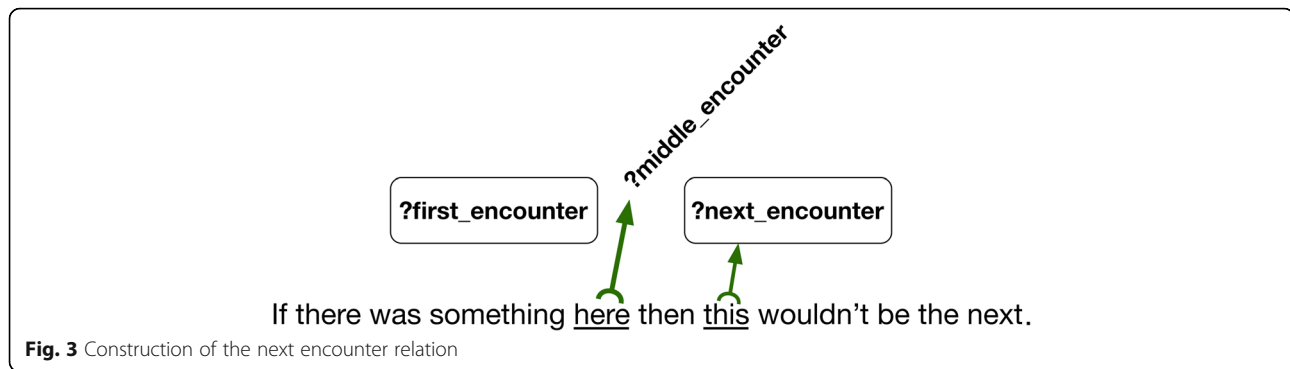 ?middle_encounter
?first_encounter
?next_encounter
If there was something here then this wouldn’t be the next.
Fig. 3 Construction of the next encounter relation